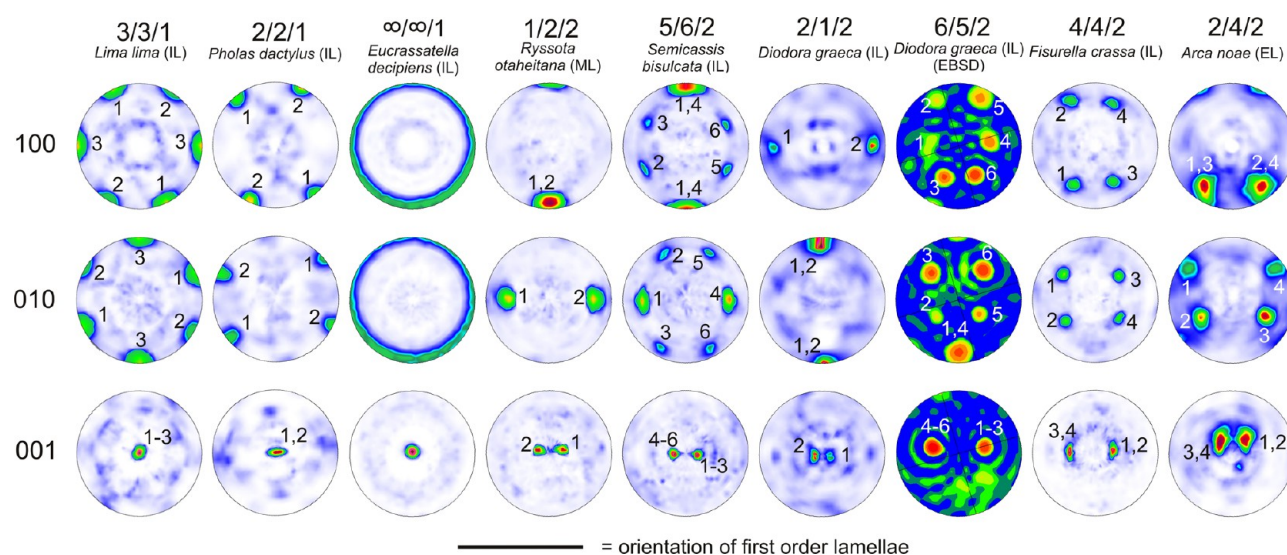 3/3/1 2/2/1 ∞/∞/1 1/2/2 5/6/2 2/1/2 6/5/2 4/4/2 2/4/2
Lima lima (IL) Pholas dactylus (IL) Eucrassatella Ryssota Semicassis Diodora graeca (IL) Diodora graeca (IL) Fisurella crassa (IL) Arca noae (EL)
decipiens (IL) otaheitana (ML) bisulcata (IL) (EBSD)
100
1 2 3 3 2 1
2 1 2 1
1,2
1,4 3 6 2 5 1,4
1 2
2 5 1 4 3 6
2 4 1 3
1,3 2,4
010
3 2 1 1 2 3
2 1 1 2
1 2
2 5 1 4 3 6
1,2 1,2
3 6 2 5 1,4
1 3 2 4
1 4 2 3
001
1-3
1,2
2 1
4-6 1-3
2 1
4-6 1-3
3,4 1,2
3,4 1,2
= orientation of first order lamellae